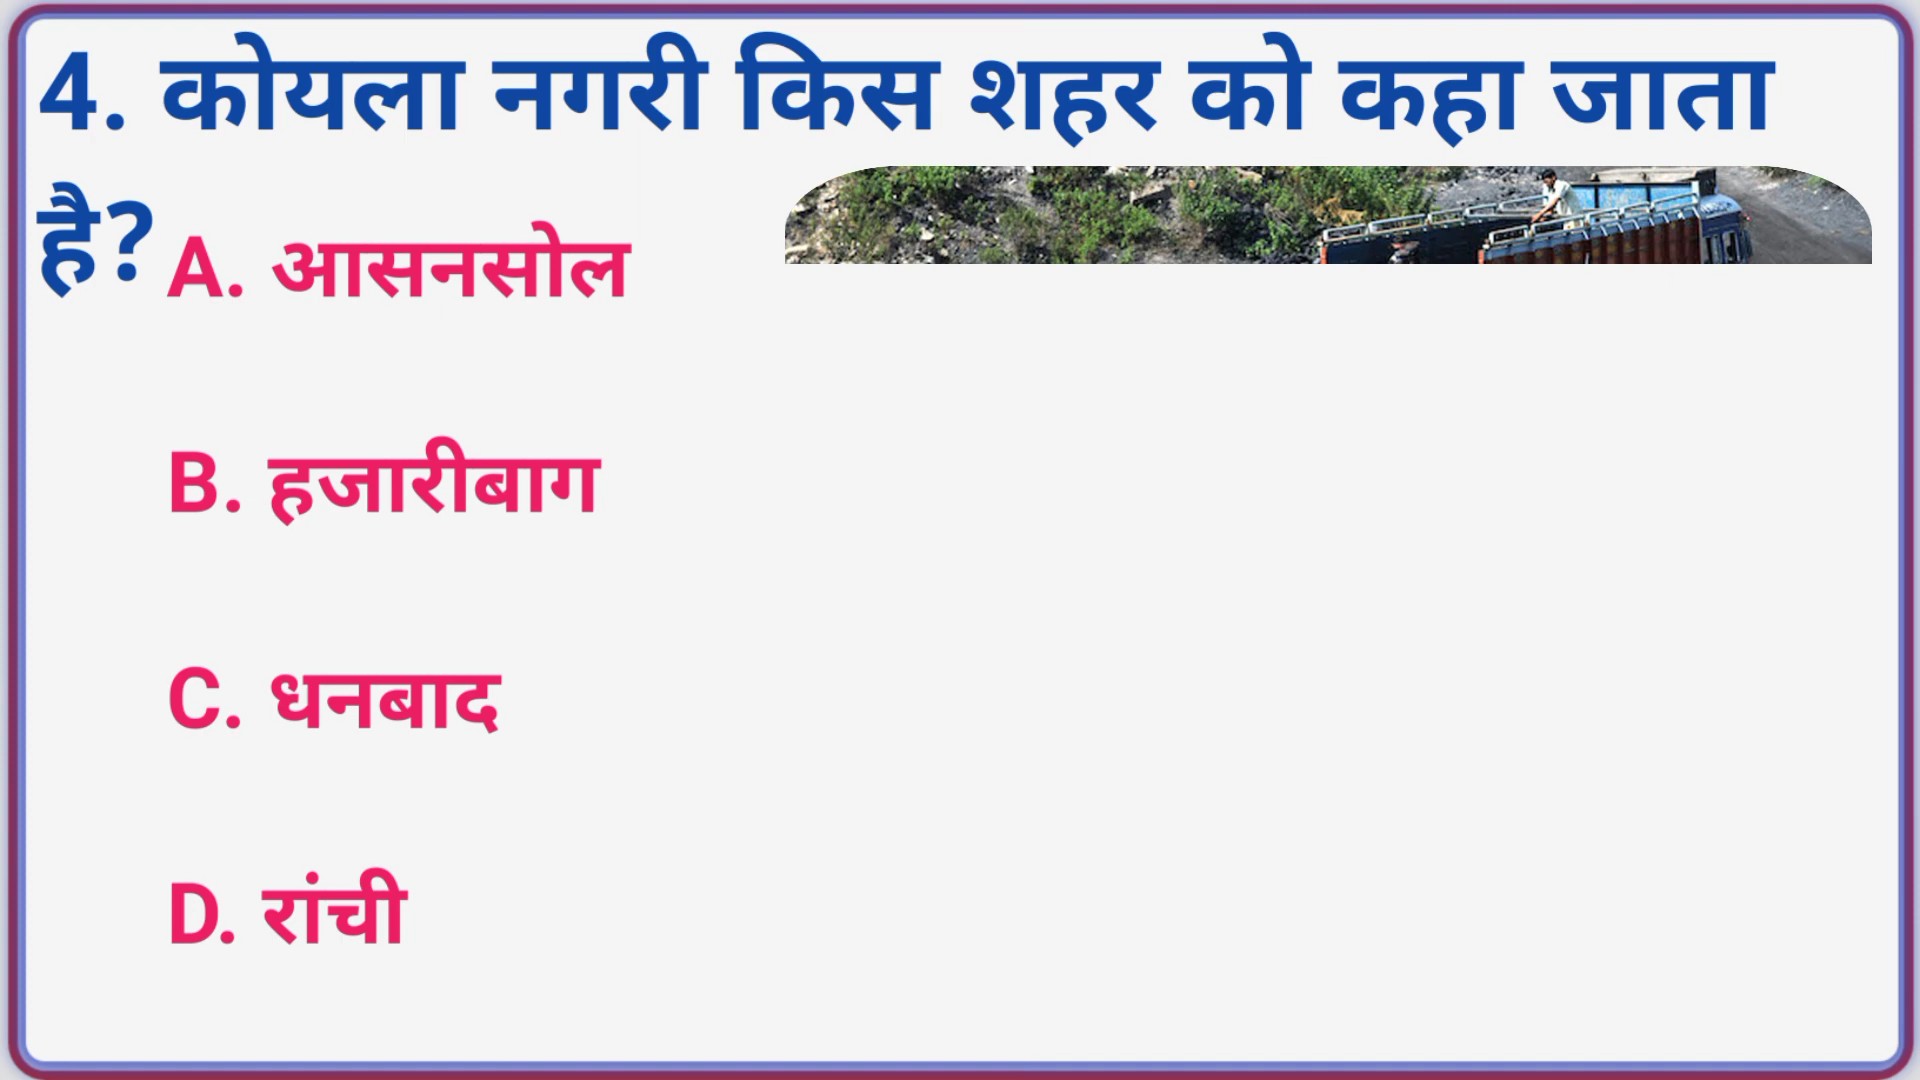 4. कोयला नगरी किस शहर को कहा जाता
है?
A. आसनसोल
B. हजारीबाग
C. धनबाद
D. रांची